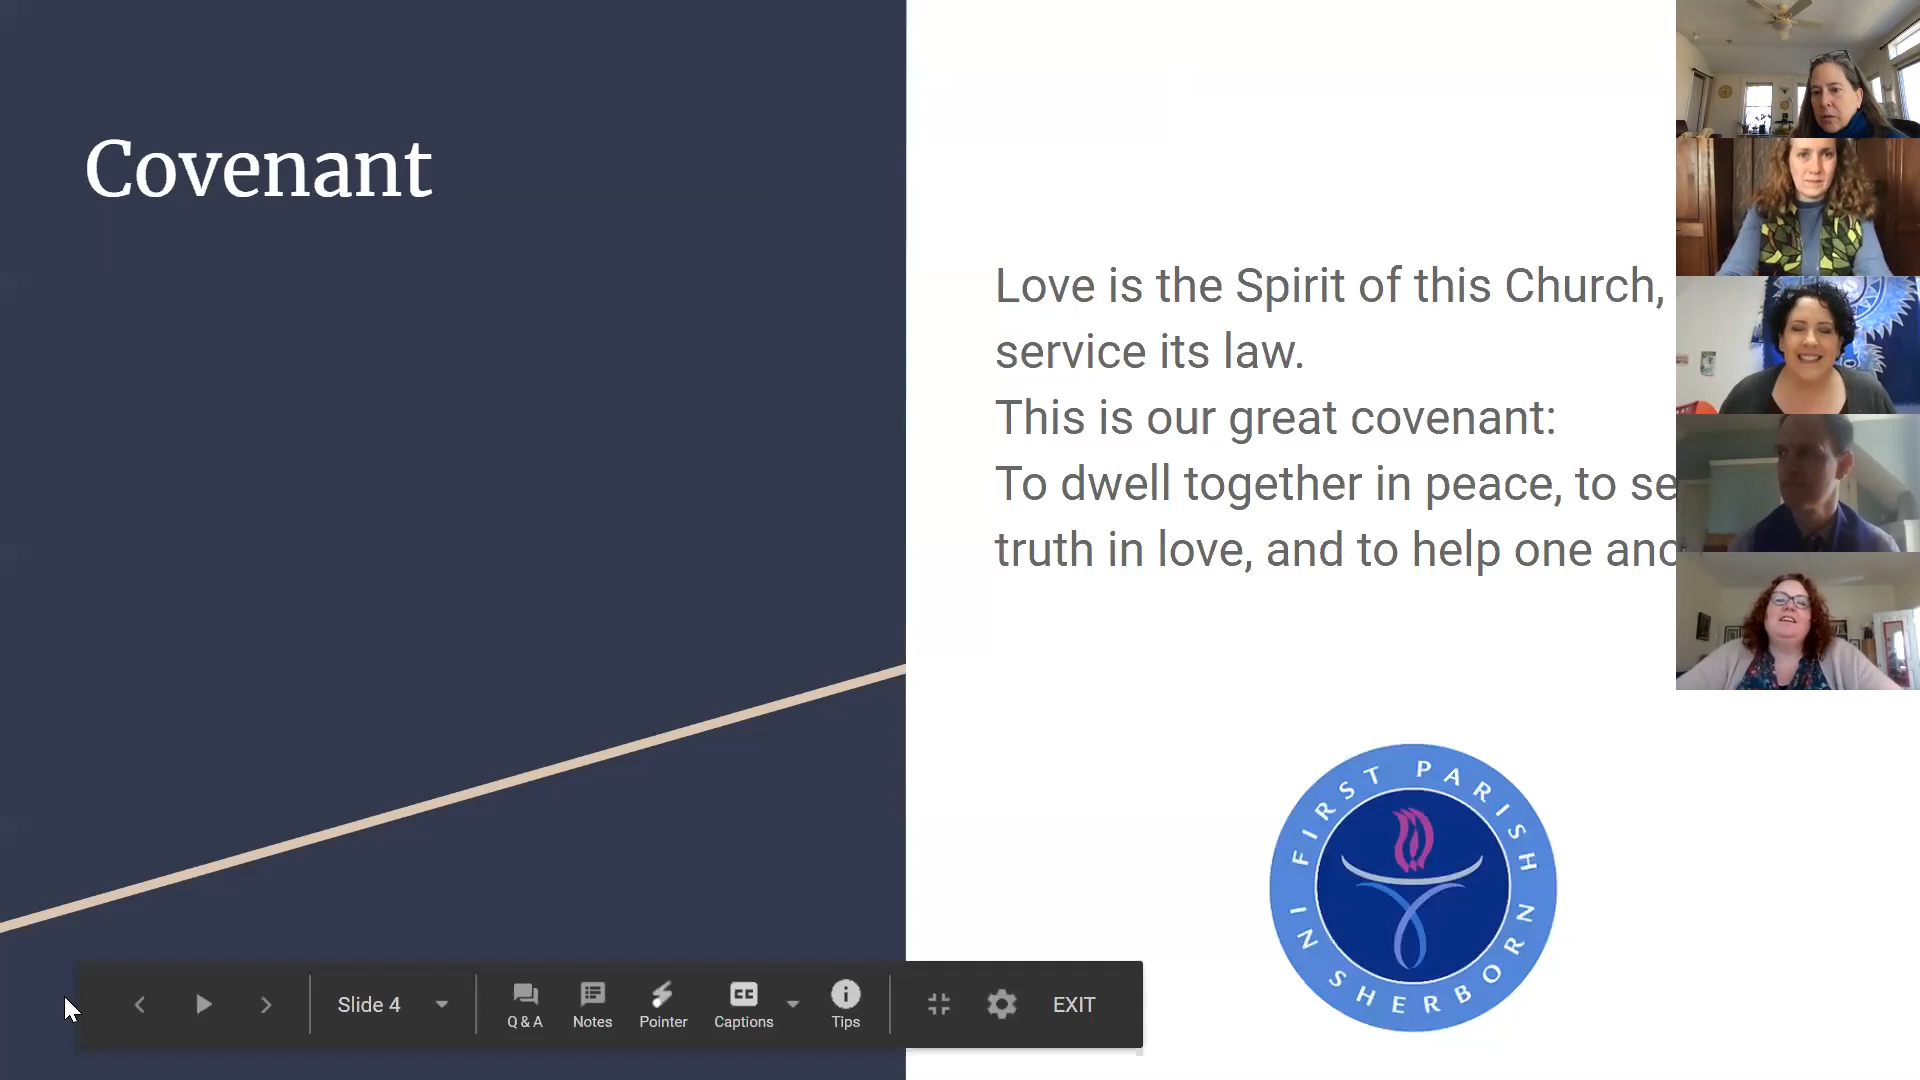 Covenant
Love is the Spirit of this Church,
service its law.
This is our great covenant:
To dwell together in peace, to se
truth in love, and to help one ano
FIRST PARISH
IN SHERBORN
Slide 4
Q & A
Notes
Pointer
CC
Captions
Tips
EXIT